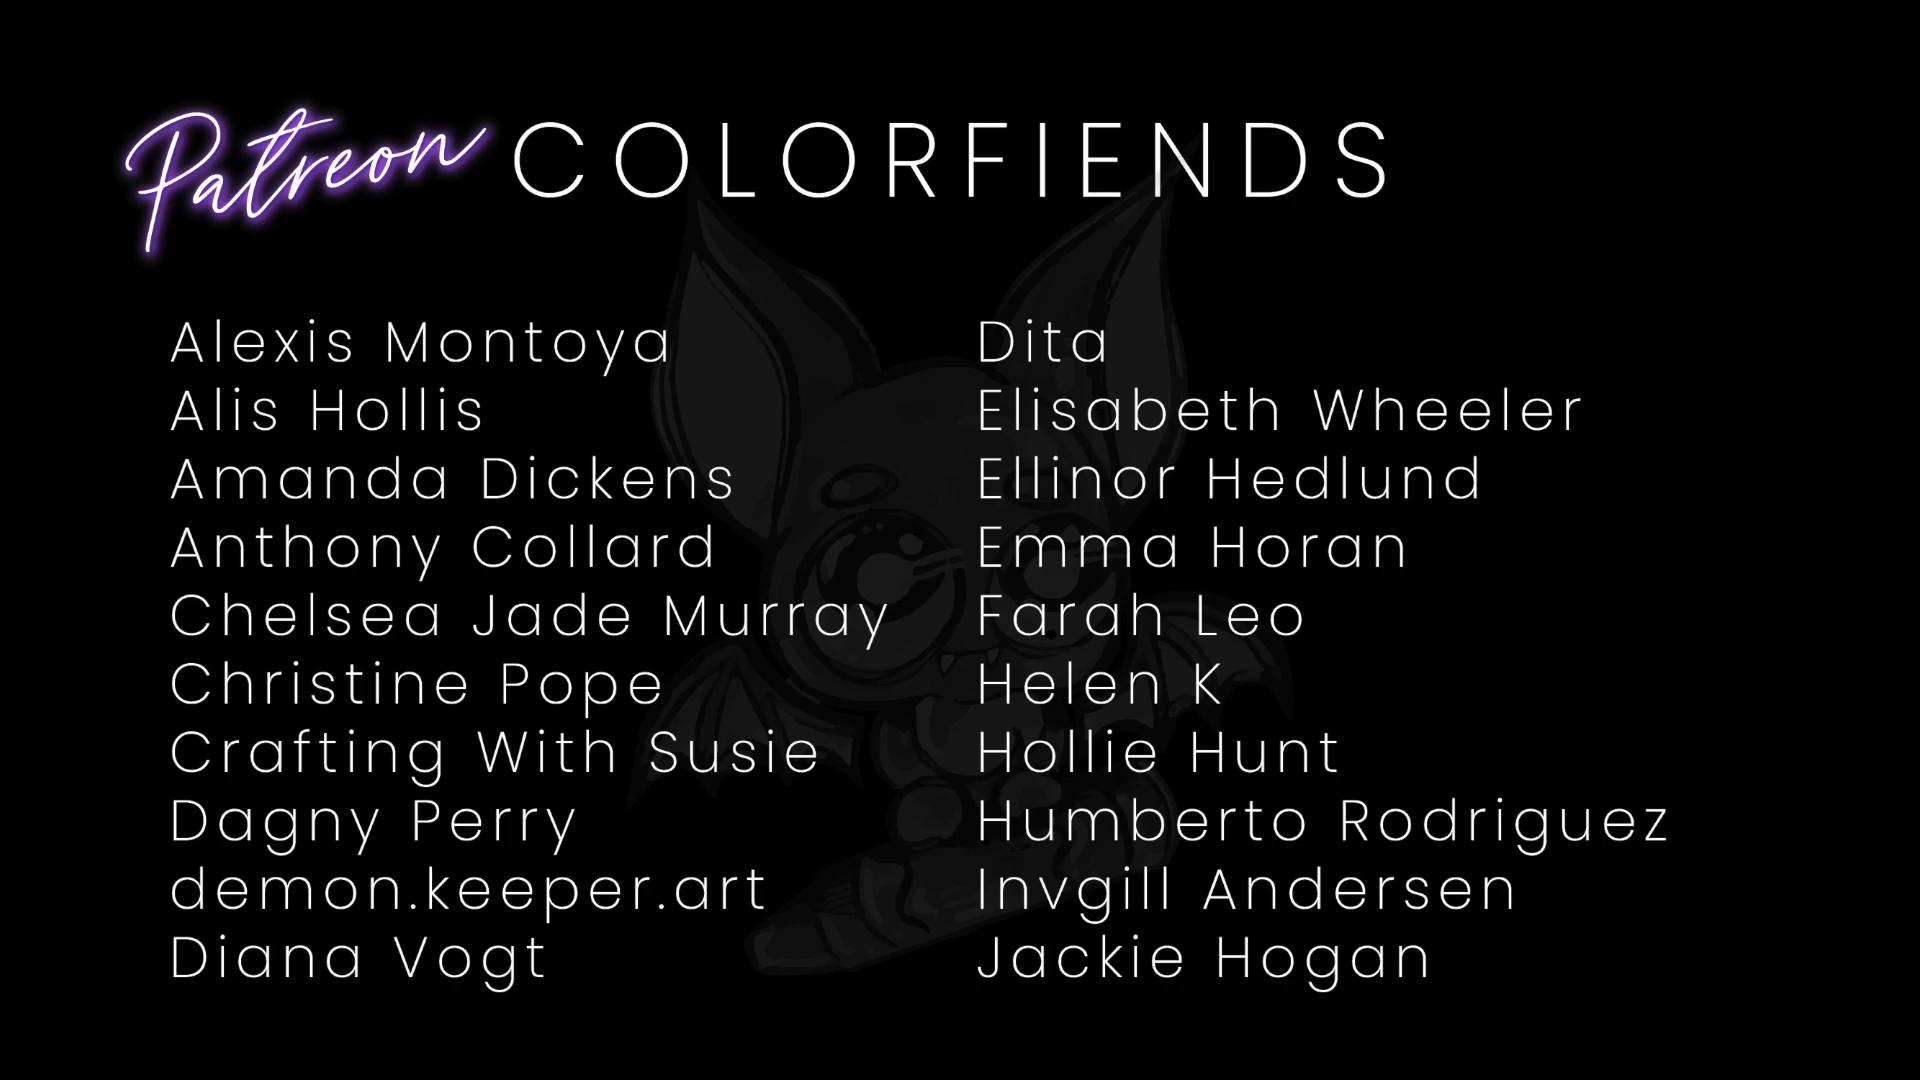 Patreon COLORFIENDS
Alexis Montoya
Alis Hollis
Amanda Dickens
Anthony Collard
Chelsea Jade Murray
Christine Pope
Crafting With Susie
Dagny Perry
demon.keeper.art
Diana Vogt
Dita
Elisabeth Wheeler
Ellinor Hedlund
Emma Horan
Farah Leo
Helen K
Hollie Hunt
Humberto Rodriguez
Invgill Andersen
Jackie Hogan